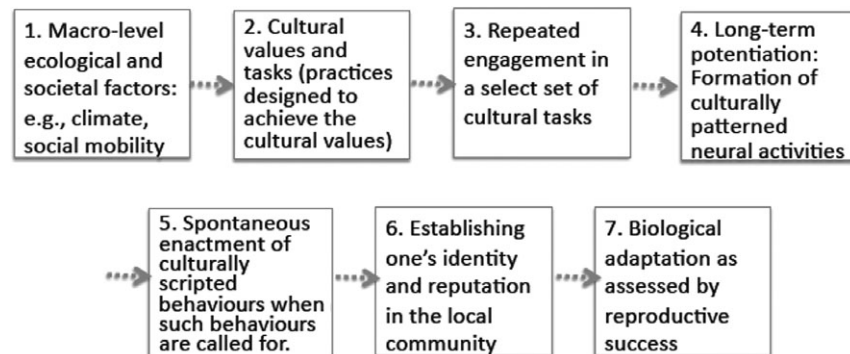 1. Macro-level
ecological and
societal factors:
e.g., climate,
social mobility
2. Cultural
values and
tasks (practices
designed to
achieve the
cultural values)
3. Repeated
engagement in
a select set of
cultural tasks
4. Long-term
potentiation:
Formation of
culturally
patterned
neural activities
5. Spontaneous
enactment of
culturally
scripted
behaviours when
such behaviours
are called for.
6. Establishing
one's identity
and reputation
in the local
community
7. Biological
adaptation as
assessed by
reproductive
success